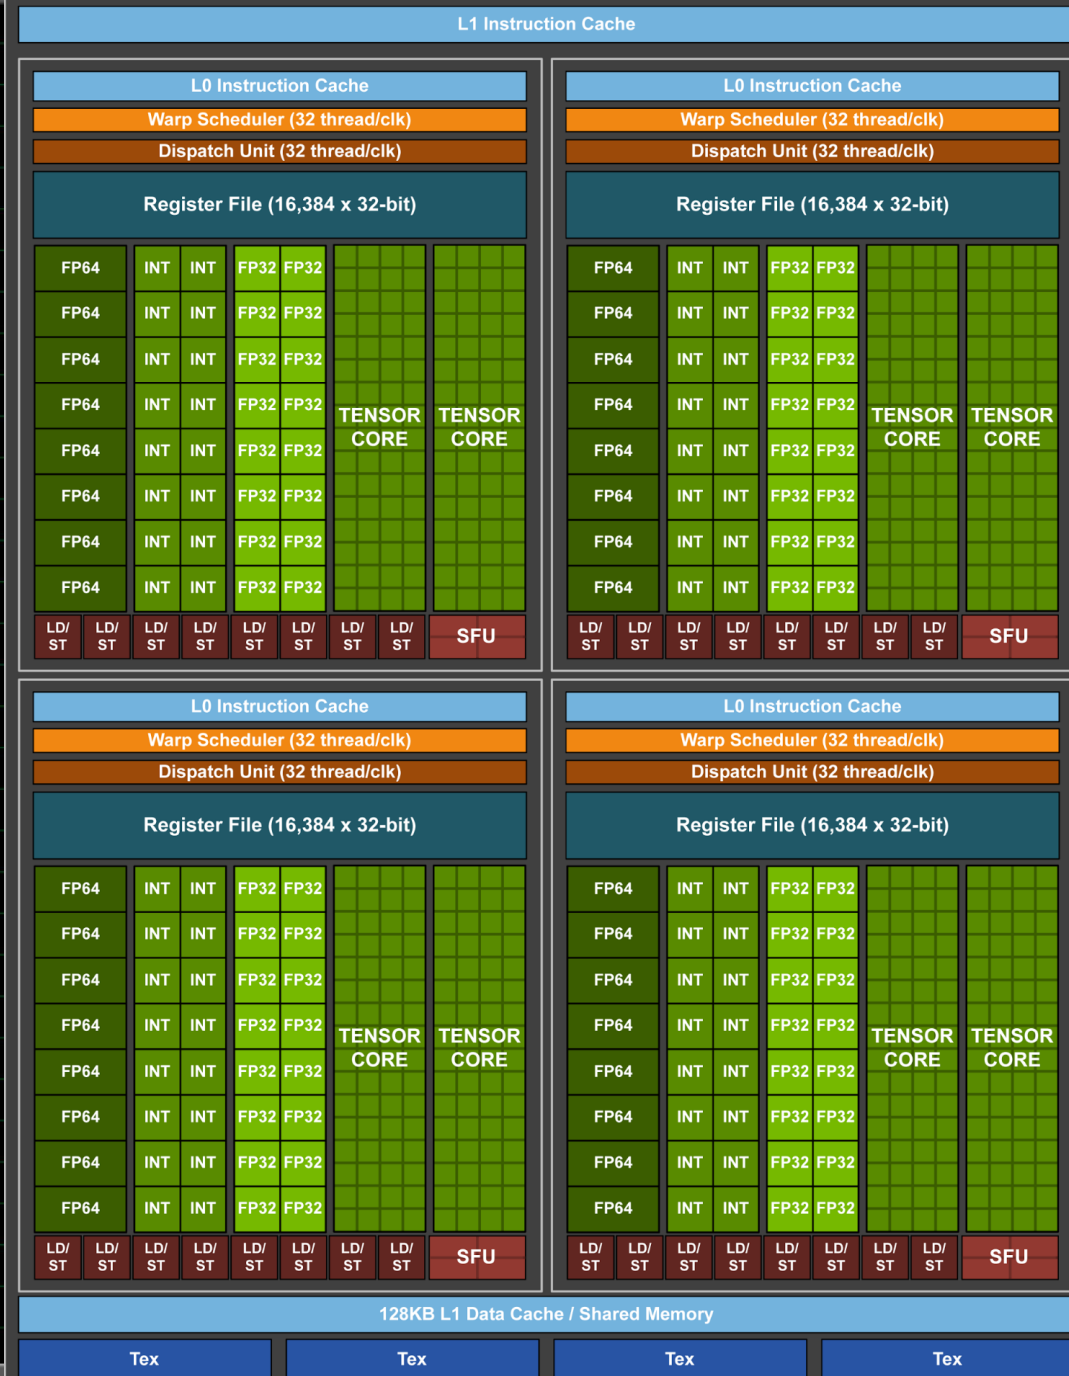 L1 Instruction Cache
L0 Instruction Cache L0 Instruction Cache
Warp Scheduler (32 thread/clk) Warp Scheduler (32 thread/clk)
Dispatch Unit (32 thread/clk) Dispatch Unit (32 thread/clk)
Register File (16,384 x 32-bit) Register File (16,384 x 32-bit)
FP64 INT INT FP32 FP32 FP64 INT INT FP32 FP32
FP64 INT INT FP32 FP32 FP64 INT INT FP32 FP32
FP64 INT INT FP32 FP32 FP64 INT INT FP32 FP32
FP64 INT INT FP32 FP32 FP64 INT INT FP32 FP32
TENSOR TENSOR TENSOR TENSOR
CORE CORE CORE CORE
FP64 INT INT FP32 FP32 FP64 INT INT FP32 FP32
FP64 INT INT FP32 FP32 FP64 INT INT FP32 FP32
FP64 INT INT FP32 FP32 FP64 INT INT FP32 FP32
FP64 INT INT FP32 FP32 FP64 INT INT FP32 FP32
LD/ LD/ LD/ LD/ LD/ LD/ LD/ LD/ SFU LD/ LD/ LD/ LD/ LD/ LD/ LD/ LD/ SFU
ST ST ST ST ST ST ST ST ST ST ST ST ST ST ST ST
L0 Instruction Cache L0 Instruction Cache
Warp Scheduler (32 thread/clk) Warp Scheduler (32 thread/clk)
Dispatch Unit (32 thread/clk) Dispatch Unit (32 thread/clk)
Register File (16,384 x 32-bit) Register File (16,384 x 32-bit)
FP64 INT INT FP32 FP32 FP64 INT INT FP32 FP32
FP64 INT INT FP32 FP32 FP64 INT INT FP32 FP32
FP64 INT INT FP32 FP32 FP64 INT INT FP32 FP32
FP64 INT INT FP32 FP32 FP64 INT INT FP32 FP32
TENSOR TENSOR TENSOR TENSOR
CORE CORE CORE CORE
FP64 INT INT FP32 FP32 FP64 INT INT FP32 FP32
FP64 INT INT FP32 FP32 FP64 INT INT FP32 FP32
FP64 INT INT FP32 FP32 FP64 INT INT FP32 FP32
FP64 INT INT FP32 FP32 FP64 INT INT FP32 FP32
LD/ LD/ LD/ LD/ LD/ LD/ LD/ LD/ SFU LD/ LD/ LD/ LD/ LD/ LD/ LD/ LD/ SFU
ST ST ST ST ST ST ST ST ST ST ST ST ST ST ST ST
128KB L1 Data Cache / Shared Memory
Tex Tex Tex Tex